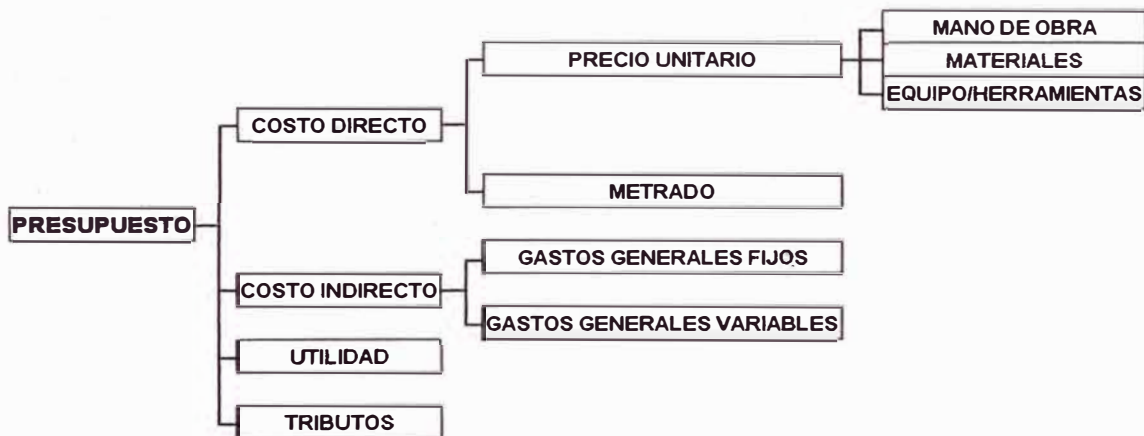 MANO DE OBRA
PRECIO UNITARIO
MATERIALES
EQUIPO/HERRAMIENTAS
COSTO DIRECTO
METRADO
PRESUPUESTO
GASTOS GENERALES FIJOS
COSTO INDIRECTO
GASTOS GENERALES VARIABLES
UTILIDAD
TRIBUTOS